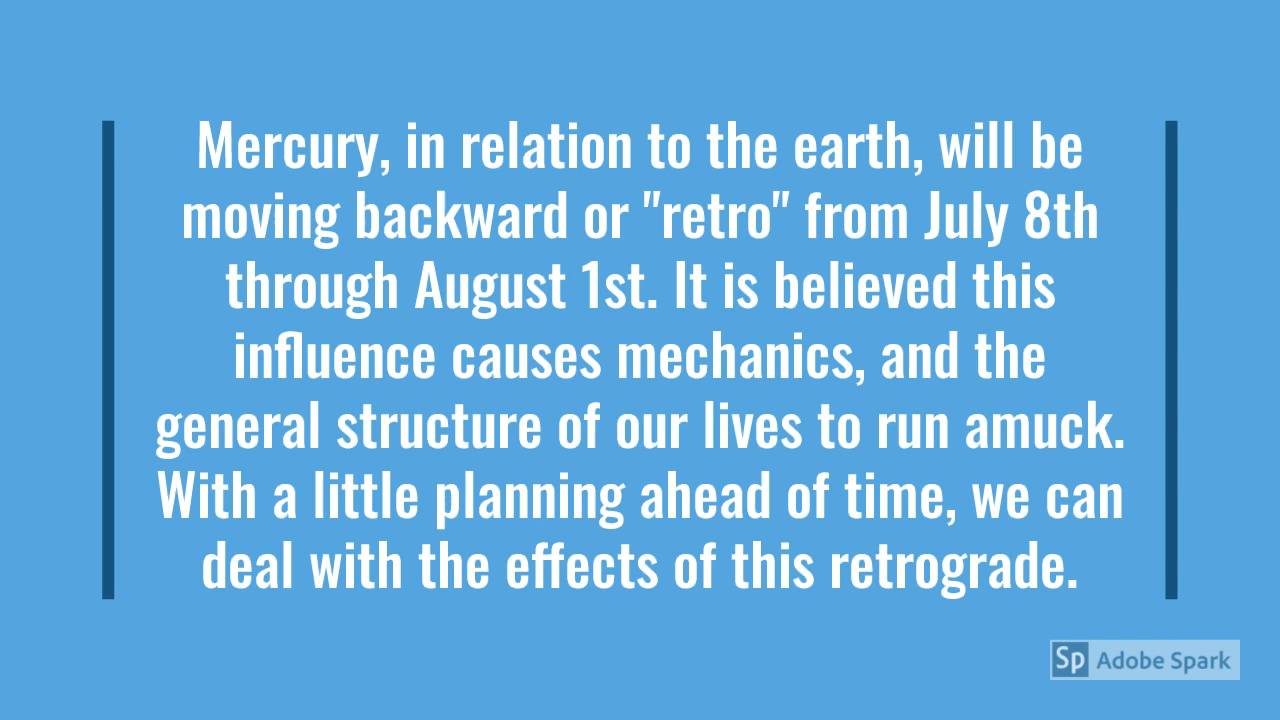 Mercury, in relation to the earth, will be
moving backward or "retro" from July 8th
through August 1st. It is believed this
influence causes mechanics, and the
general structure of our lives to run amuck.
With a little planning ahead of time, we can
deal with the effects of this retrograde.
Sp Adobe Spark